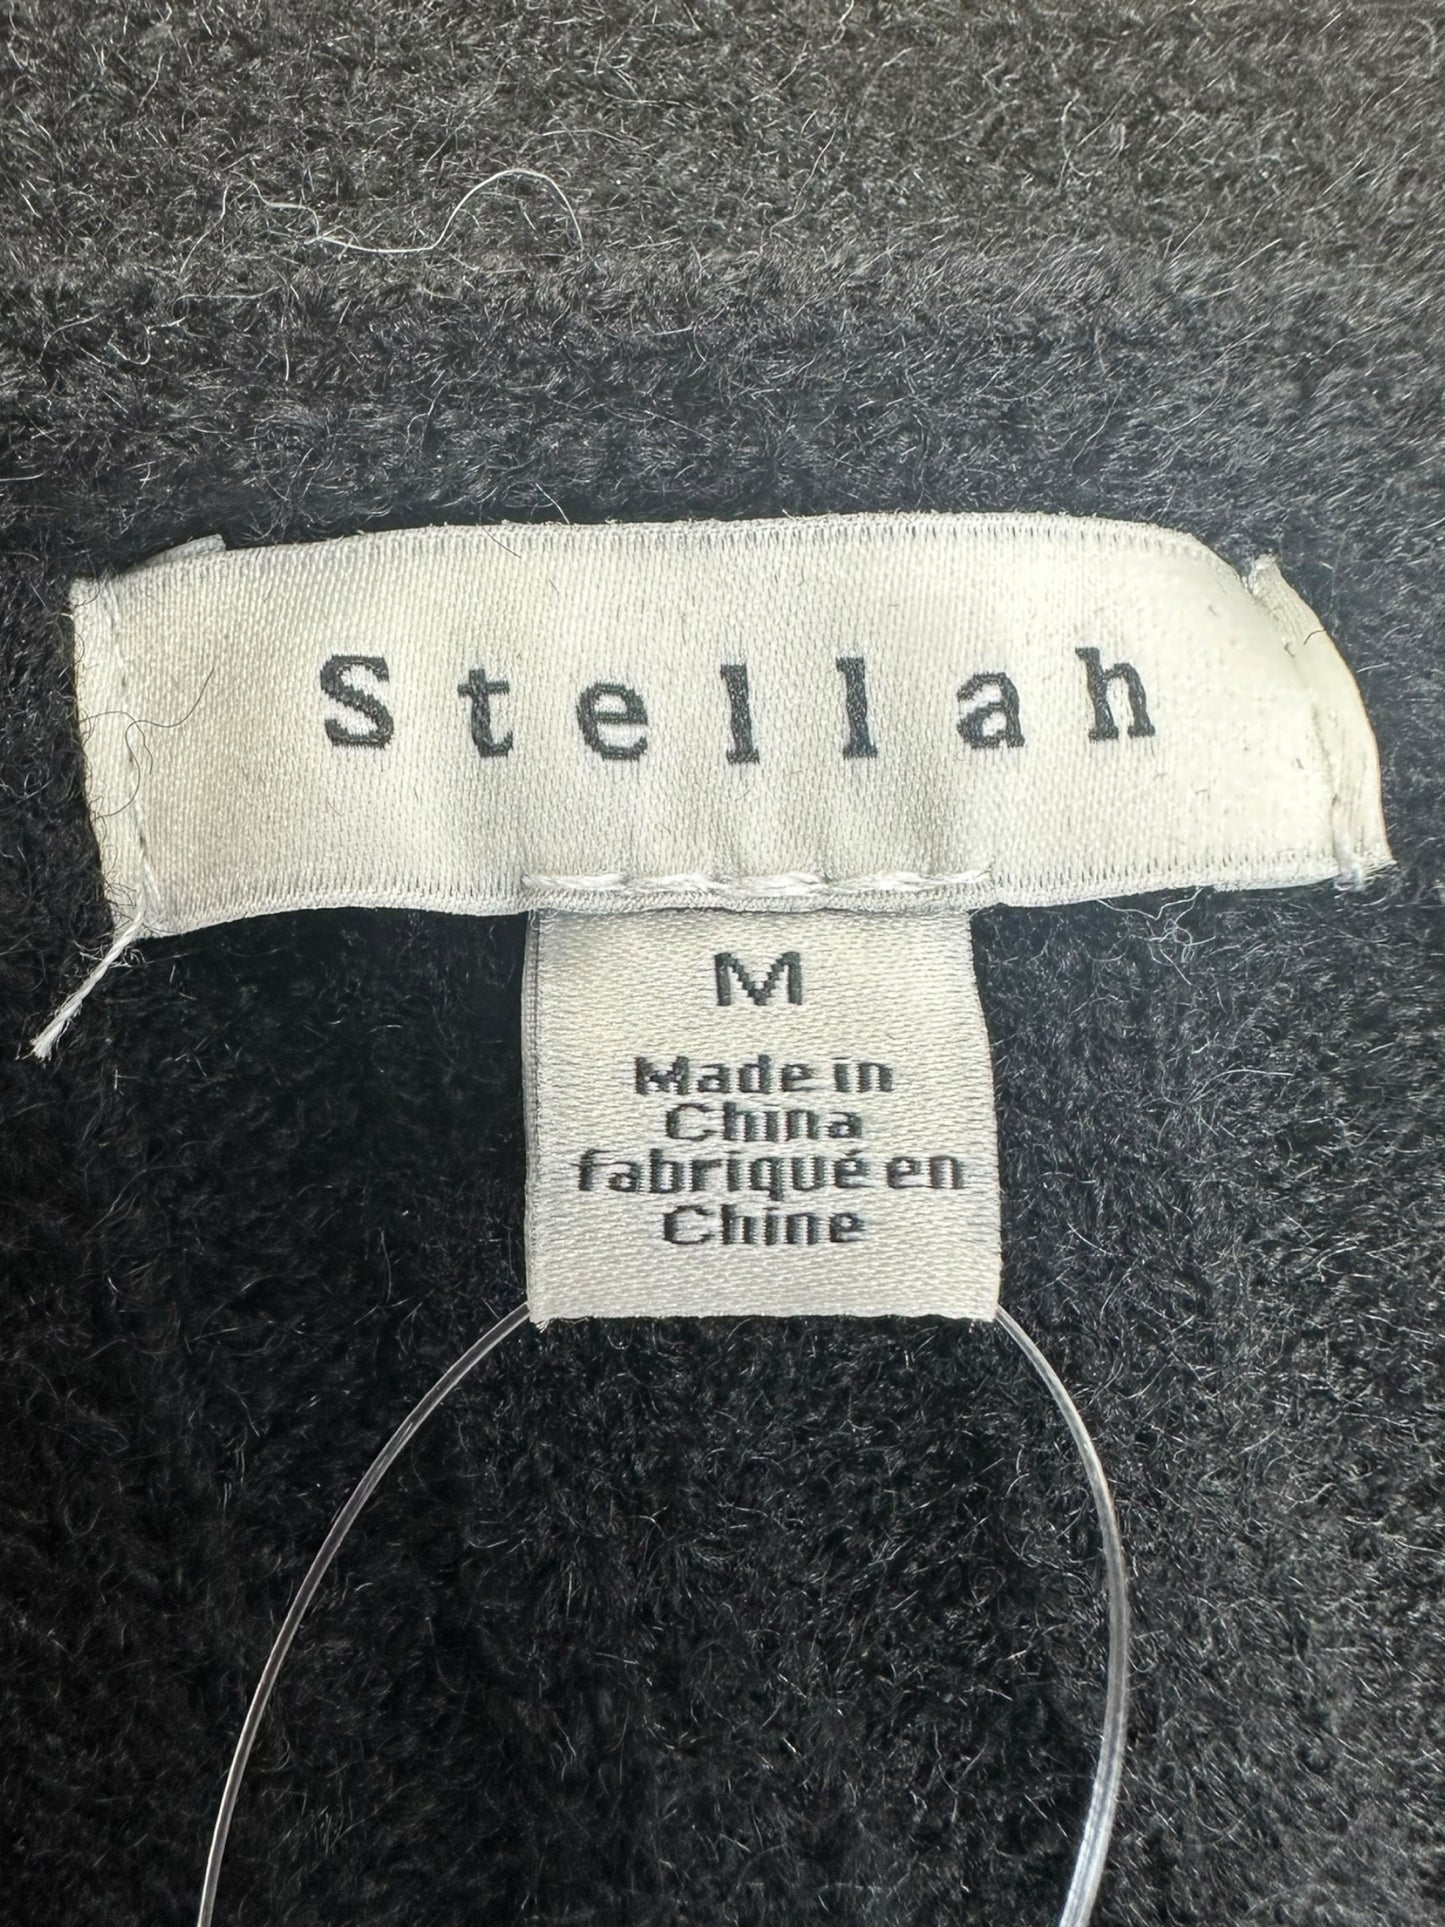 Stellah
M
Made in
China
fabriqué en
Chine